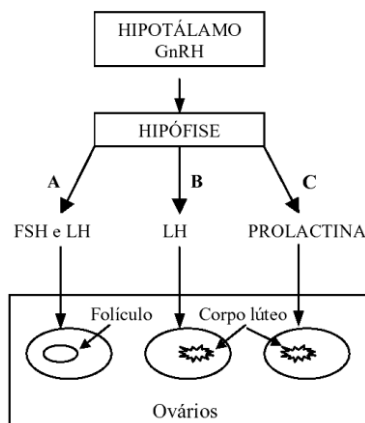 HIPOTÁLAMO
GnRH
HIPÓFISE
A B C
FSH e LH LH PROLACTINA
Folículo Corpo lúteo
Ovários